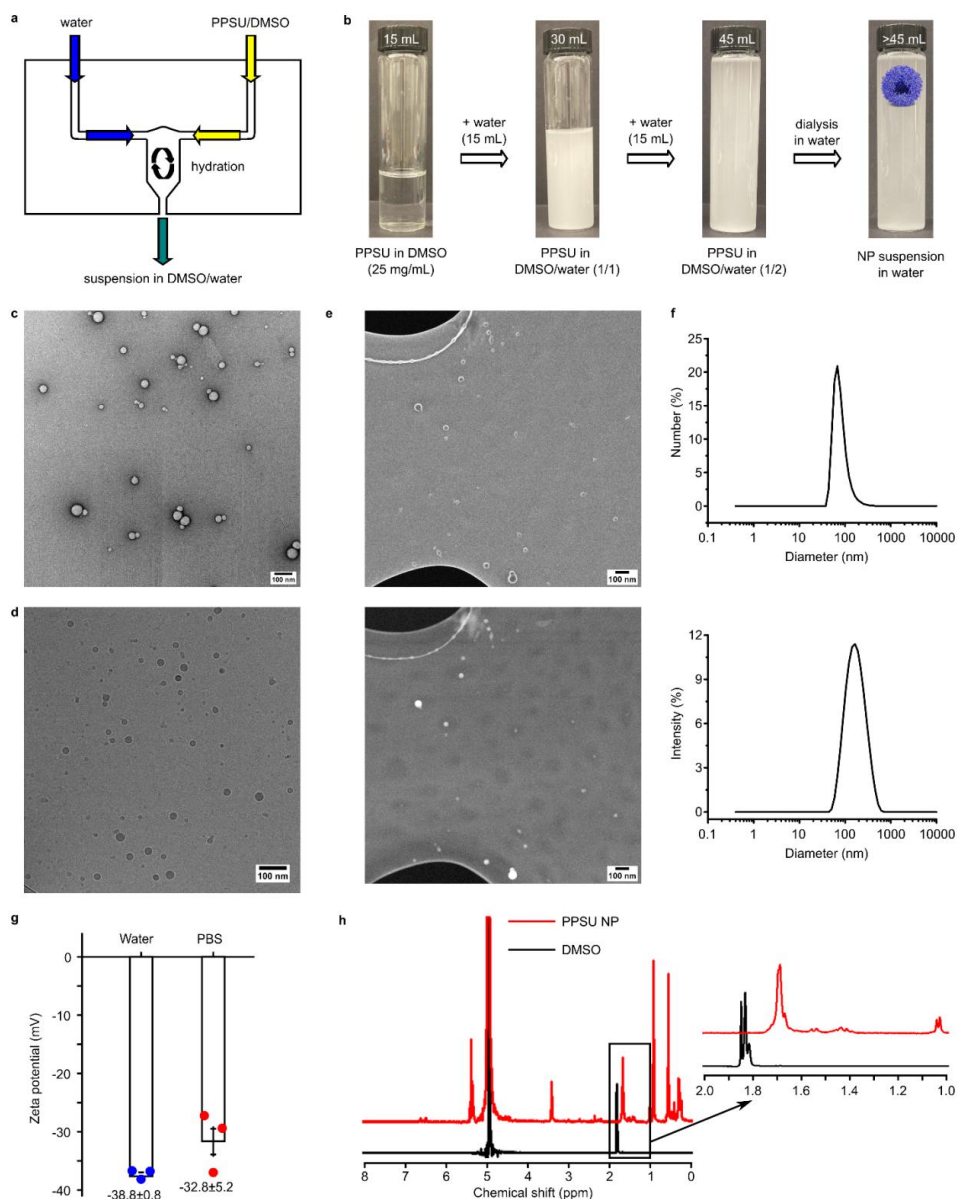 a
water
PPSU/DMSO
hydration
suspension in DMSO/water
b
15 mL
30 mL
45 mL
>45 mL
+ water
(15 mL)
+ water
(15 mL)
dialysis
in water
PPSU in DMSO
(25 mg/mL)
PPSU in
DMSO/water (1/1)
PPSU in
DMSO/water (1/2)
NP suspension
in water
c
100 nm
d
100 nm
e
100 nm
100 nm
f
Number (%)
25
20
15
10
5
0
0.1 1 10 100 1000 10000
Diameter (nm)
Intensity (%)
12
9
6
3
0
0.1 1 10 100 1000 10000
Diameter (nm)
g
Water
PBS
Zeta potential (mV)
0
-10
-20
-30
-40
-38.8±0.8
-32.8±5.2
h
PPSU NP
DMSO
8 7 6 5 4 3 2 1 0
Chemical shift (ppm)
2.0 1.8 1.6 1.4 1.2 1.0